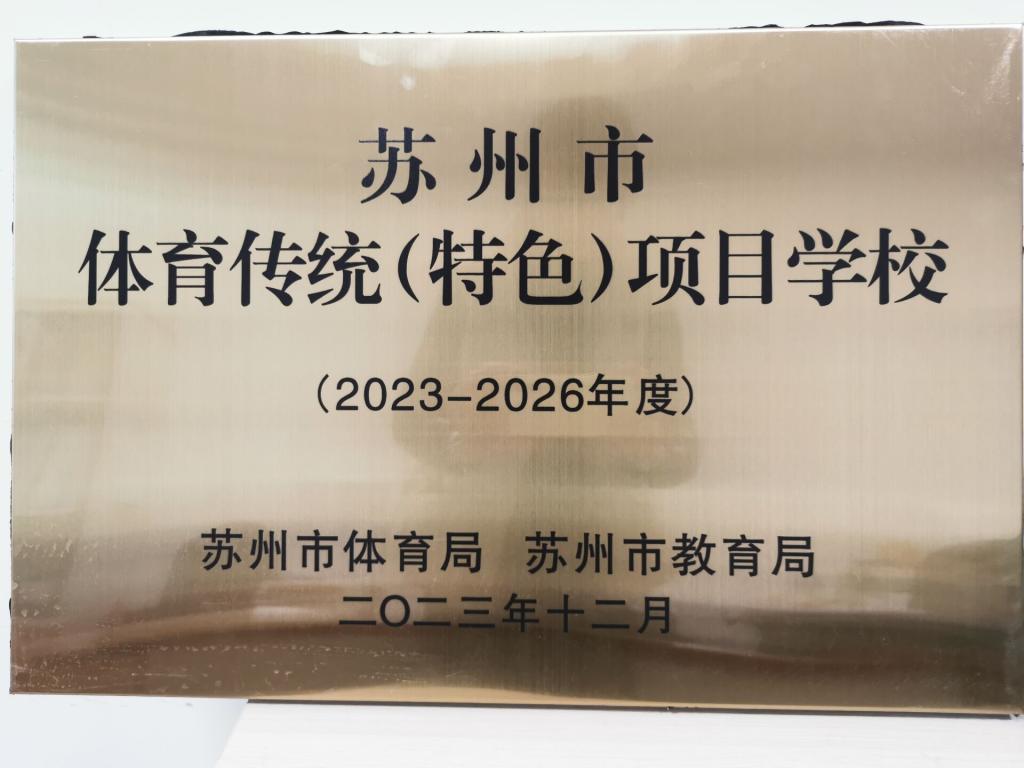 苏州市
体育传统(特色)项目学校
(2023-2026年度)
苏州市体育局 苏州市教育局
二〇二三年十二月